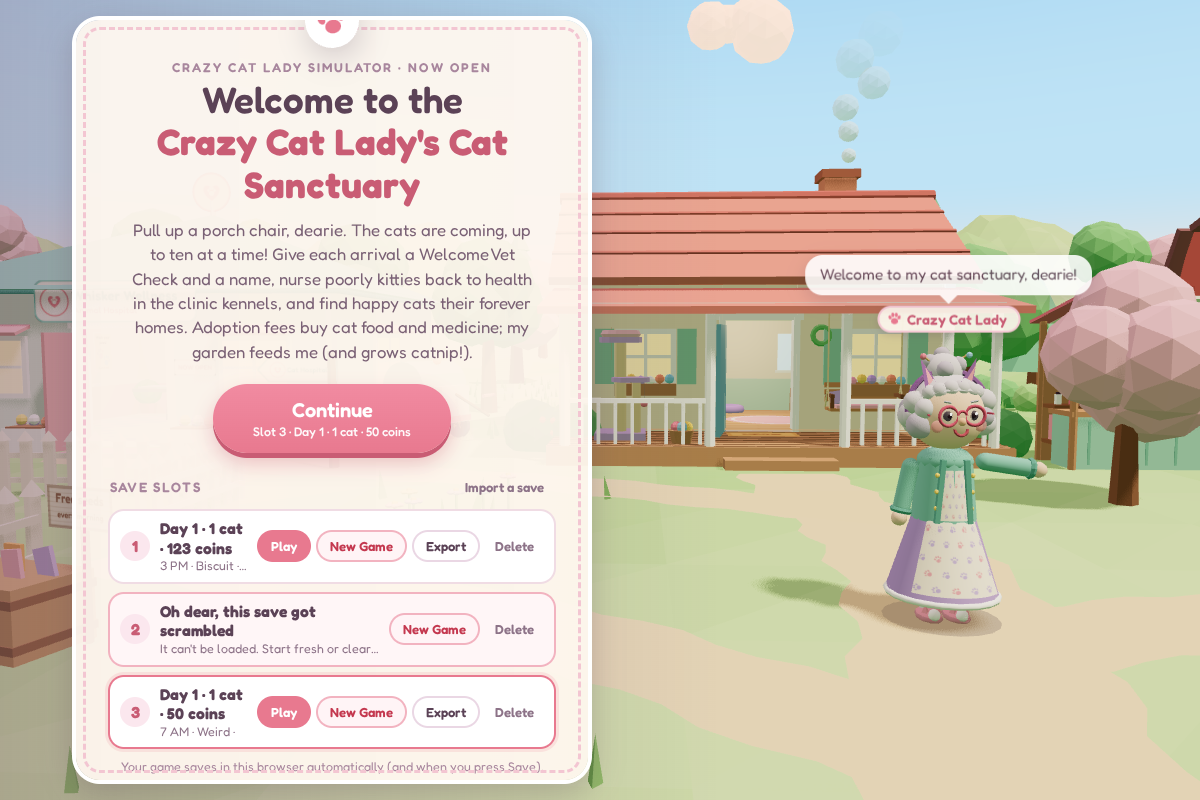 CRAZY CAT LADY SIMULATOR · NOW OPEN
Welcome to the
Crazy Cat Lady's Cat
Sanctuary
Pull up a porch chair, dearie. The cats are coming, up
to ten at a time! Give each arrival a Welcome Vet
Check and a name, nurse poorly kitties back to health
in the clinic kennels, and find happy cats their forever
homes. Adoption fees buy cat food and medicine; my
garden feeds me (and grows catnip!).
Continue
Slot 3 · Day 1 · 1 cat · 50 coins
SAVE SLOTS
Import a save
1
Day 1 · 1 cat
· 123 coins
3 PM · Biscuit ·...
Play
New Game
Export
Delete
2
Oh dear, this save got
scrambled
It can't be loaded. Start fresh or clear...
New Game
Delete
3
Day 1 · 1 cat
· 50 coins
7 AM · Weird ·
Play
New Game
Export
Delete
Your game saves in this browser automatically (and when you press Save).
Welcome to my cat sanctuary, dearie!
Crazy Cat Lady